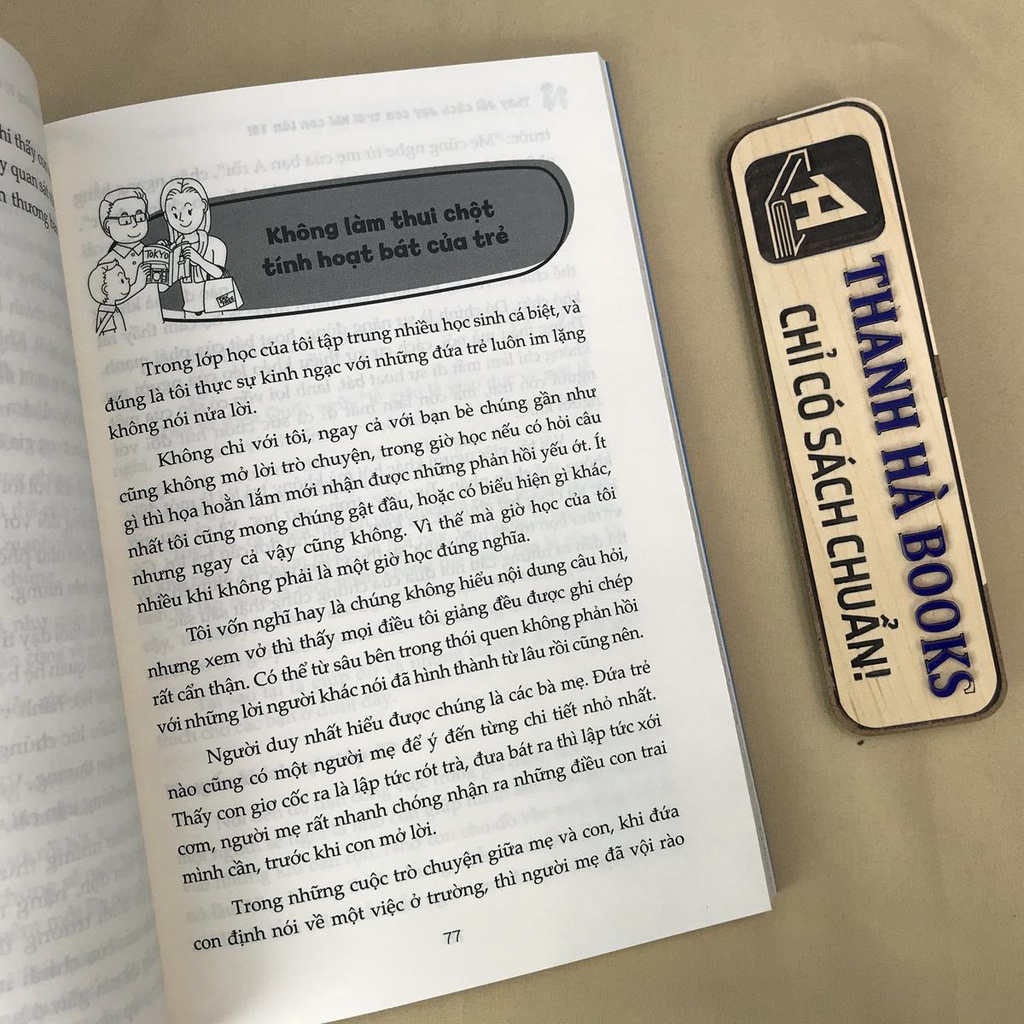 Không làm thui chột
tính hoạt bát của trẻ
TOKYO
Trong lớp học của tôi tập trung nhiều học sinh cá biệt, và
đúng là tôi thực sự kinh ngạc với những đứa trẻ luôn im lặng
không nói nửa lời.
Không chỉ với tôi, ngay cả với bạn bè chúng gần như
cũng không mở lời trò chuyện, trong giờ học nếu có hỏi câu
gì thì họa hoằn lắm mới nhận được những phản hồi yếu ớt. Ít
nhất tôi cũng mong chúng gật đầu, hoặc có biểu hiện gì khác,
nhưng ngay cả vậy cũng không. Vì thế mà giờ học của tôi
nhiều khi không phải là một giờ học đúng nghĩa.
Tôi vốn nghĩ hay là chúng không hiểu nội dung câu hỏi,
nhưng xem vở thì thấy mọi điều tôi giảng đều được ghi chép
rất cẩn thận. Có thể từ sâu bên trong thói quen không phản hồi
với những lời người khác nói đã hình thành từ lâu rồi cũng nên.
Người duy nhất hiểu được chúng là các bà mẹ. Đứa trẻ
nào cũng có một người mẹ để ý đến từng chi tiết nhỏ nhất.
Thấy con giơ cốc ra là lập tức rót trà, đưa bát ra thì lập tức xới
cơm, người mẹ rất nhanh chóng nhận ra những điều con trai
mình cần, trước khi con mở lời.
Trong những cuộc trò chuyện giữa mẹ và con, khi đứa
con định nói về một việc ở trường, thì người mẹ đã vội rào
77
THANH HÀ BOOKS
CHỈ CÓ SÁCH CHUẨN!